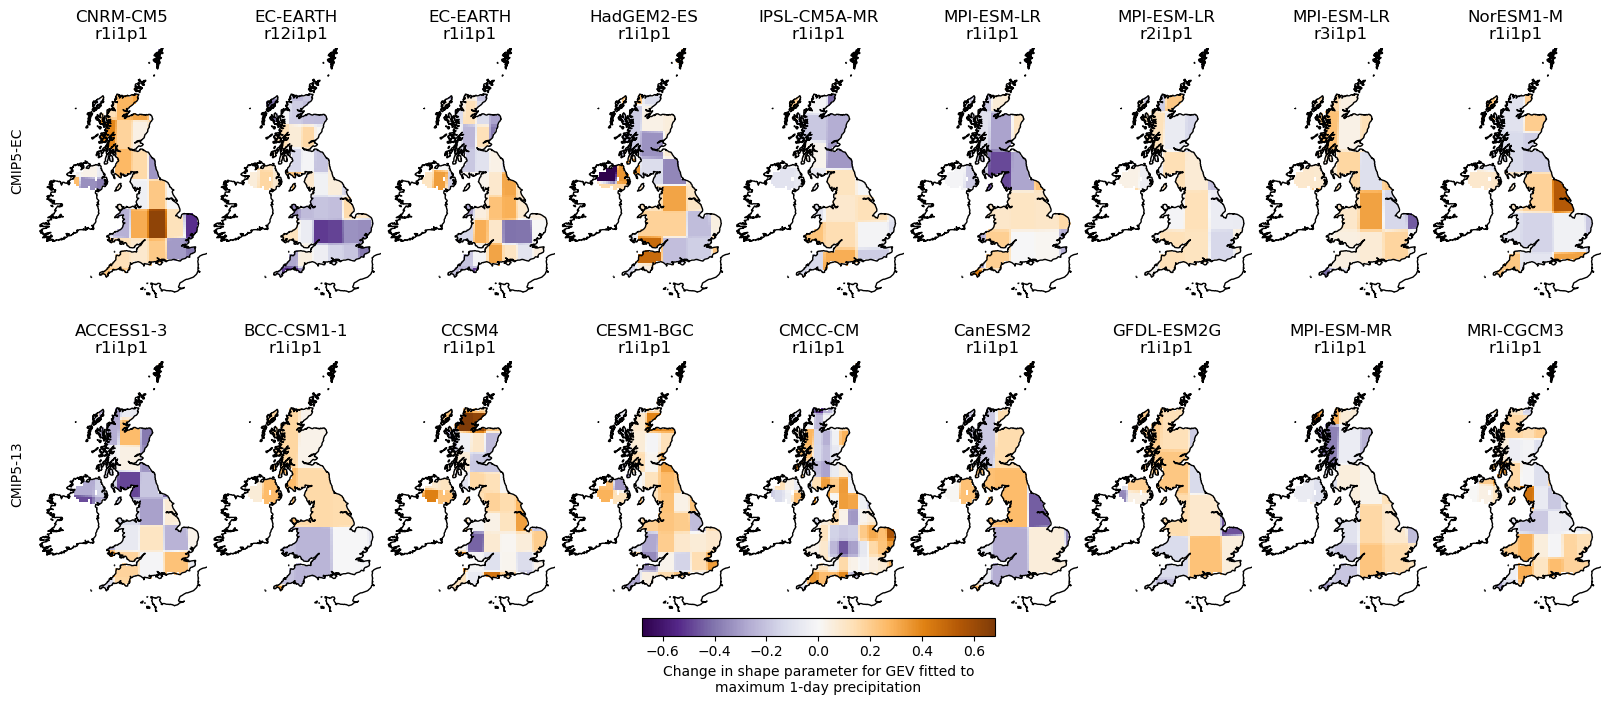 CNRM-CM5 EC-EARTH EC-EARTH HadGEM2-ES IPSL-CM5A-MR MPI-ESM-LR MPI-ESM-LR MPI-ESM-LR NorESM1-M
r1i1p1 r12i1p1 r1i1p1 r1i1p1 r1i1p1 r1i1p1 r2i1p1 r3i1p1 r1i1p1
CMIP5-EC
ACCESS1-3 BCC-CSM1-1 CCSM4 CESM1-BGC CMCC-CM CanESM2 GFDL-ESM2G MPI-ESM-MR MRI-CGCM3
r1i1p1 r1i1p1 r1i1p1 r1i1p1 r1i1p1 r1i1p1 r1i1p1 r1i1p1 r1i1p1
CMIP5-13
−0.6 −0.4 −0.2 0.0 0.2 0.4 0.6
Change in shape parameter for GEV fitted to
maximum 1-day precipitation